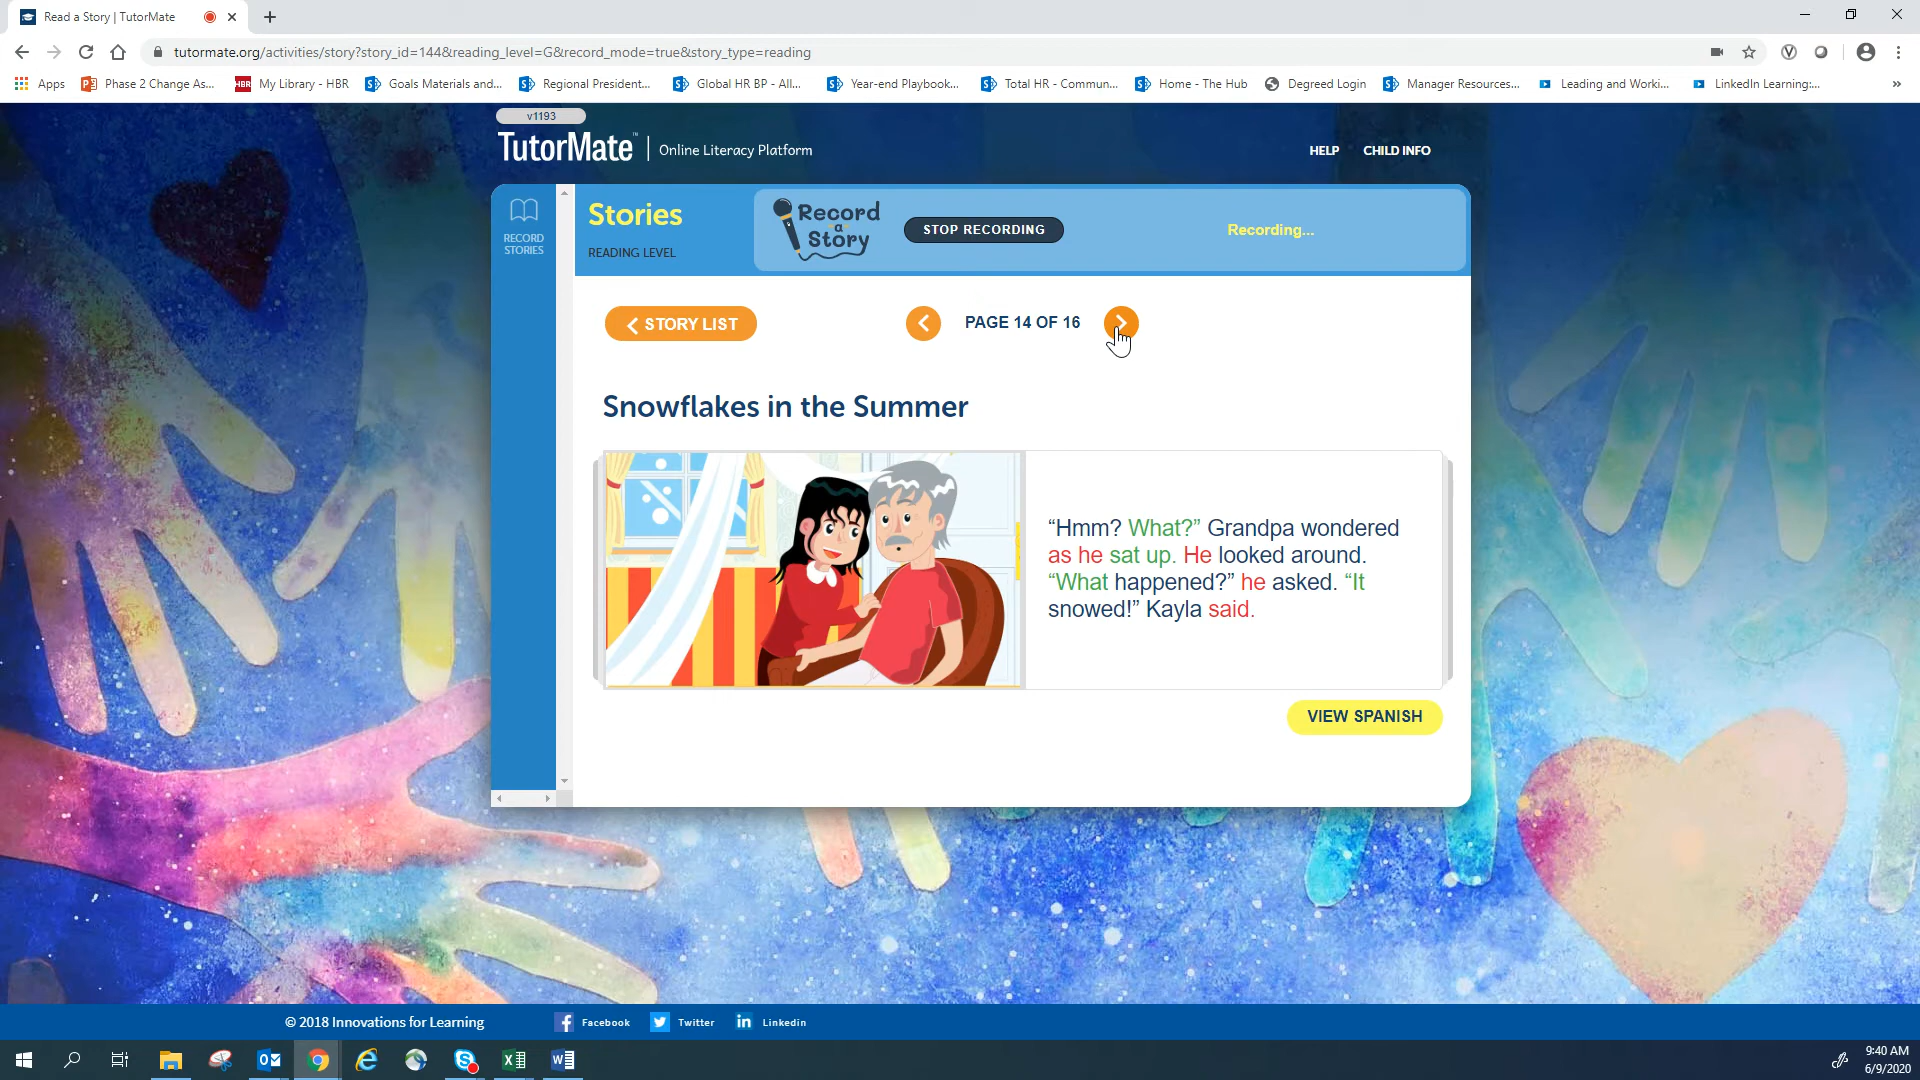 Read a Story | TutorMate
tutormate.org/activities/story?story_id=144&reading_level=G&record_mode=true&story_type=reading
Apps
Phase 2 Change As...
HBR
My Library - HBR
Goals Materials and...
Regional President...
Global HR BP - All...
Year-end Playbook...
Total HR - Commun...
Home - The Hub
Degreed Login
Manager Resources...
Leading and Worki...
LinkedIn Learning:...
»
v1193
TutorMate™ | Online Literacy Platform
HELP
CHILD INFO
RECORD
STORIES
Stories
READING LEVEL
Record
a
Story
STOP RECORDING
Recording...
STORY LIST
PAGE 14 OF 16
Snowflakes in the Summer
“Hmm? What?” Grandpa wondered
as he sat up. He looked around.
“What happened?” he asked. “It
snowed!” Kayla said.
VIEW SPANISH
© 2018 Innovations for Learning
Facebook
Twitter
Linkedin
9:40 AM
6/9/2020